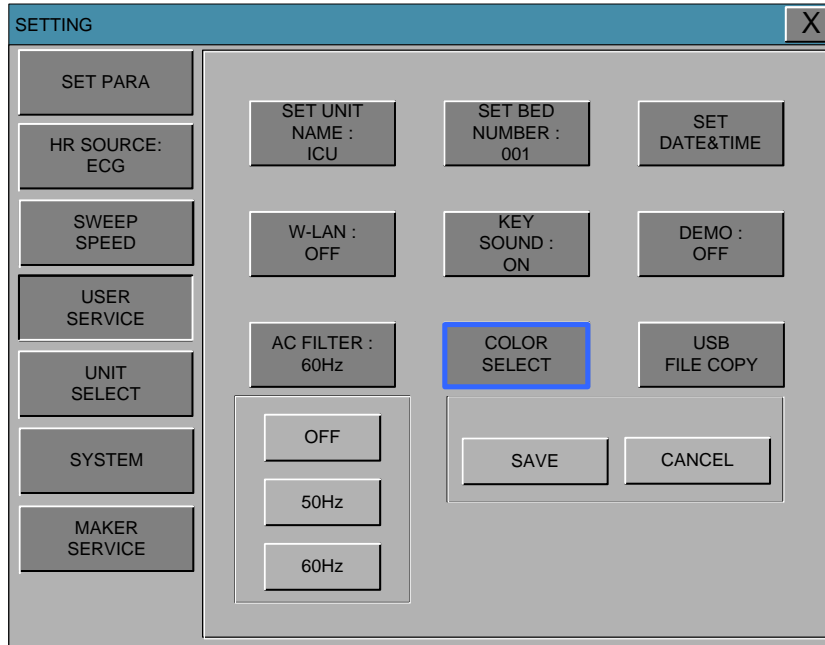 SETTING
X
SET PARA
HR SOURCE:
ECG
SWEEP
SPEED
USER
SERVICE
UNIT
SELECT
SYSTEM
MAKER
SERVICE
SET UNIT
NAME :
ICU
SET BED
NUMBER :
001
SET
DATE&TIME
W-LAN :
OFF
KEY
SOUND :
ON
DEMO :
OFF
AC FILTER :
60Hz
COLOR
SELECT
USB
FILE COPY
OFF
50Hz
60Hz
SAVE
CANCEL